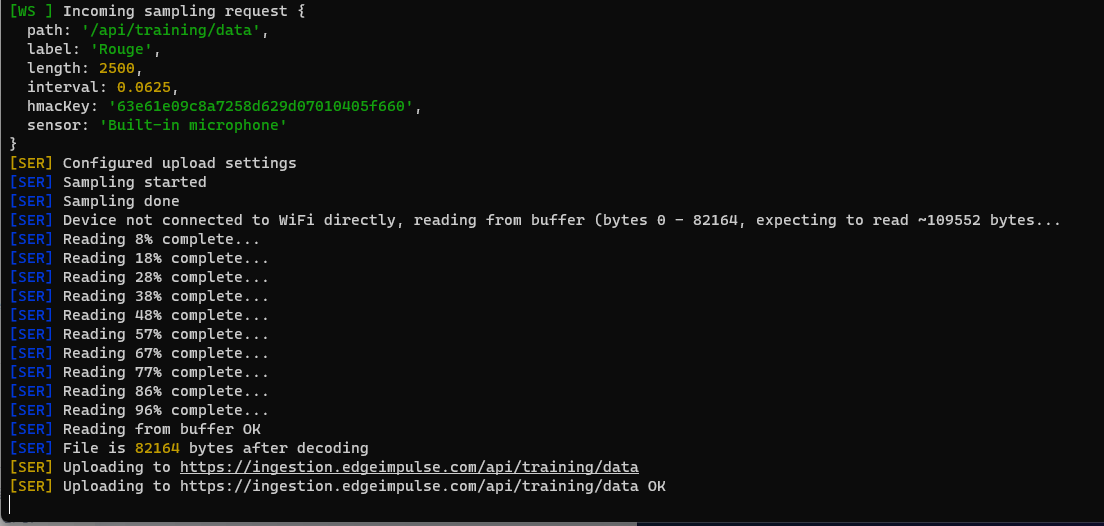 [WS ] Incoming sampling request {
path: '/api/training/data',
label: 'Rouge',
length: 2500,
interval: 0.0625,
hmacKey: '63e61e09c8a7258d629d07010405f660',
sensor: 'Built-in microphone'
}
[SER] Configured upload settings
[SER] Sampling started
[SER] Sampling done
[SER] Device not connected to WiFi directly, reading from buffer (bytes 0 - 82164, expecting to read ~109552 bytes...
[SER] Reading 8% complete...
[SER] Reading 18% complete...
[SER] Reading 28% complete...
[SER] Reading 38% complete...
[SER] Reading 48% complete...
[SER] Reading 57% complete...
[SER] Reading 67% complete...
[SER] Reading 77% complete...
[SER] Reading 86% complete...
[SER] Reading 96% complete...
[SER] Reading from buffer OK
[SER] File is 82164 bytes after decoding
[SER] Uploading to https://ingestion.edgeimpulse.com/api/training/data
[SER] Uploading to https://ingestion.edgeimpulse.com/api/training/data OK